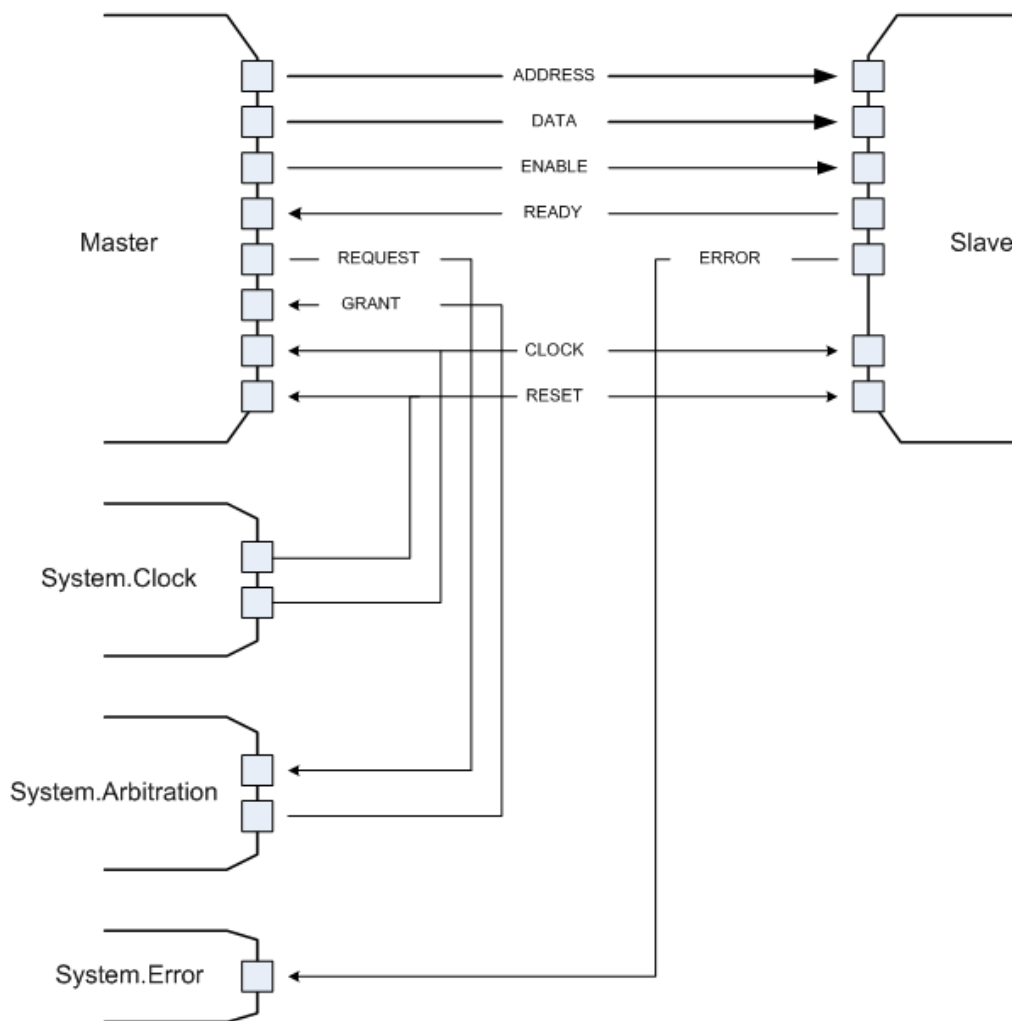 ADDRESS
DATA
ENABLE
READY
Master
REQUEST
ERROR
Slave
GRANT
CLOCK
RESET
System.Clock
System.Arbitration
System.Error